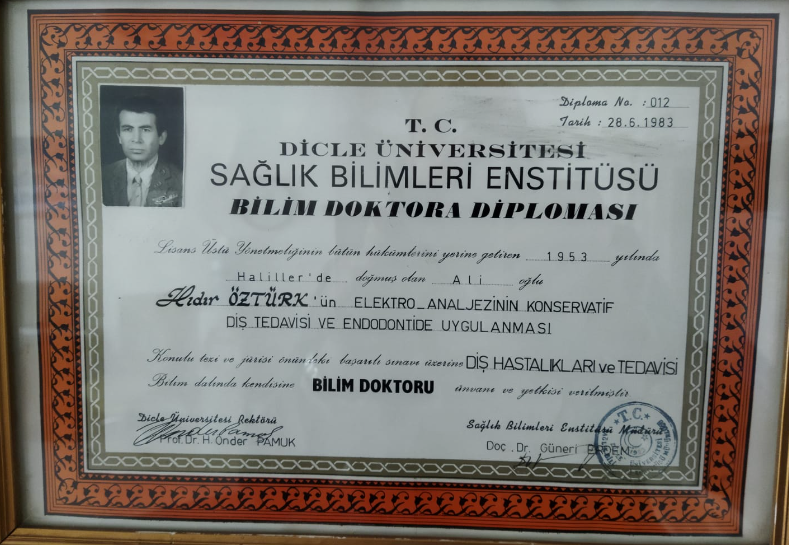 Diploma No. : 012
Tarih : 28.6.1983
T. C.
DİCLE ÜNİVERSİTESİ
SAĞLIK BİLİMLERİ ENSTİTÜSÜ
BİLİM DOKTORA DİPLOMASI
Lisans Üstü Yönetmeliğinin bütün hükümlerini yerine getiren 1953 yılında
Haliller'de doğmuş olan Ali oğlu
Hıdır ÖZTÜRK'ün ELEKTRO_ANALJEZİNİN KONSERVATİF
DİŞ TEDAVİSİ VE ENDODONTİDE UYGULANMASI
Konulu tezi ve jürisi önündeki başarılı sınavı üzerine DİŞ HASTALIKLARI ve TEDAVİSİ
Bilim dalında kendisine BİLİM DOKTORU ünvanı ve yetkisi verilmiştir
Dicle Üniversitesi Rektörü
Prof. Dr. H. Önder PAMUK
Sağlık Bilimleri Enstitüsü Müdürü
Doç. Dr. Güneri ERDEM
T.C.